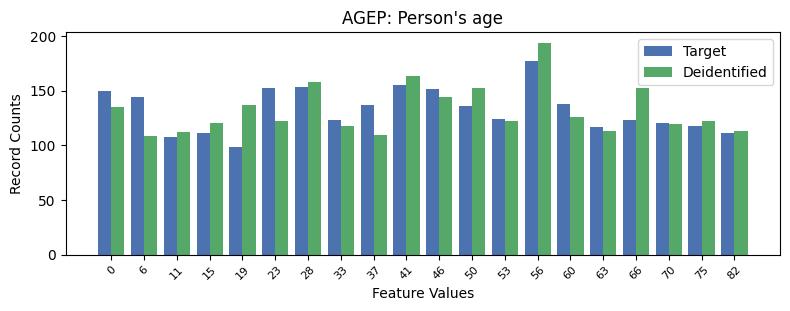 AGEP: Person's age
Record Counts
200
150
100
50
0
Target
Deidentified
0 6 11 15 19 23 28 33 37 41 46 50 53 56 60 63 66 70 75 82
Feature Values